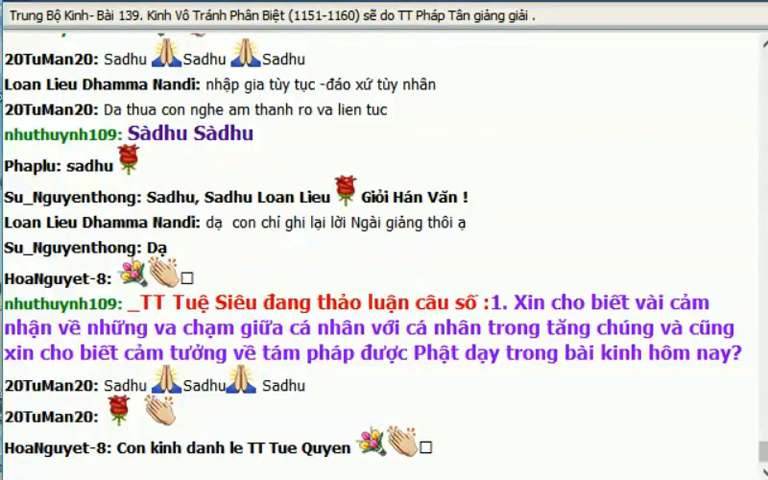 Trung Bộ Kinh- Bài 139. Kinh Vô Tránh Phân Biệt (1151-1160) sẽ do TT Pháp Tân giảng giải .
20TuMan20: Sadhu Sadhu Sadhu
Loan Lieu Dhamma Nandi: nhập gia tùy tục -đáo xứ tùy nhân
20TuMan20: Da thua con nghe am thanh ro va lien tuc
nhuthuynh109: Sàdhu Sàdhu
Phaplu: sadhu
Su_Nguyenthong: Sadhu, Sadhu Loan Lieu Giỏi Hán Văn !
Loan Lieu Dhamma Nandi: dạ con chỉ ghi lại lời Ngài giảng thôi ạ
Su_Nguyenthong: Dạ
HoaNguyet-8:
nhuthuynh109: _TT Tuệ Siêu đang thảo luận câu số :1. Xin cho biết vài cảm
nhận về những va chạm giữa cá nhân với cá nhân trong tăng chúng và cũng
xin cho biết cảm tưởng về tám pháp được Phật dạy trong bài kinh hôm nay?
20TuMan20: Sadhu Sadhu Sadhu
20TuMan20:
HoaNguyet-8: Con kinh danh le TT Tue Quyen